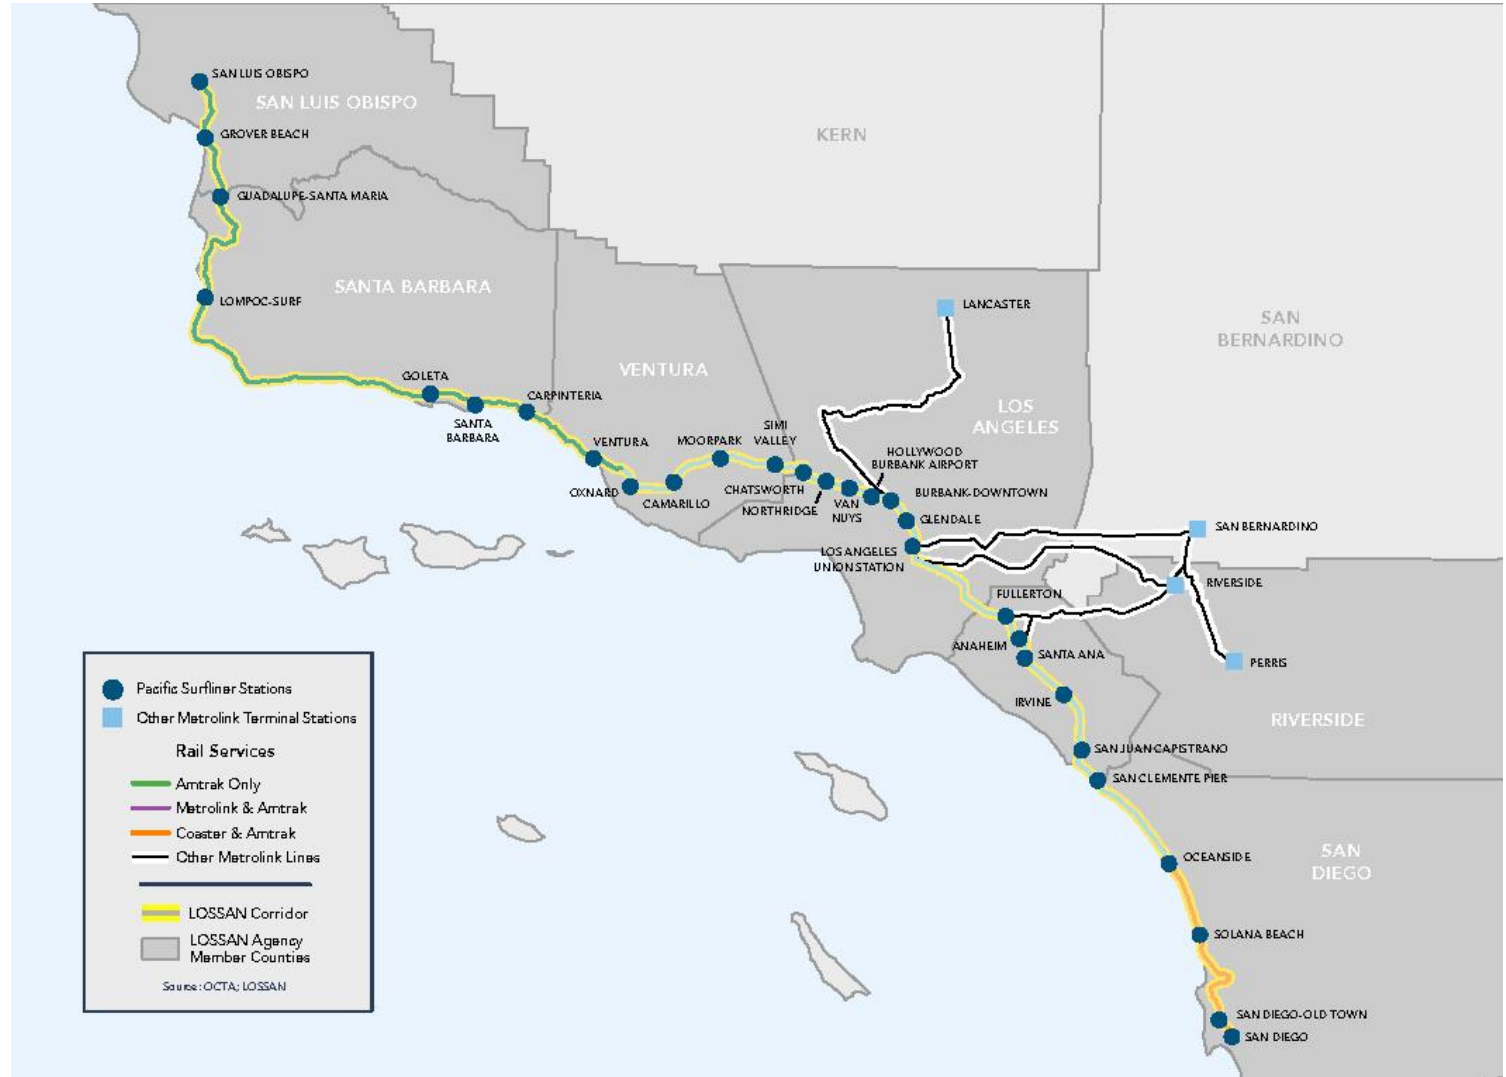 SAN LUIS OBISPO
SAN LUIS OBISPO
GROVER BEACH
KERN
GUADALUPE-SANTA MARIA
SANTA BARBARA
LOMPOC-SURF
LANCASTER
SAN
BERNARDINO
VENTURA
GOLETA
CARPINTERIA
SANTA
BARBARA
LOS
ANGELES
VENTURA
MOORPARK
SIMI
VALLEY
HOLLYWOOD
BURBANK AIRPORT
OXNARD
CAMARILLO
CHATSWORTH
NORTHRIDGE
VAN
NUYS
BURBANK-DOWNTOWN
GLENDALE
SAN BERNARDINO
LOS ANGELES
UNION STATION
RIVERSIDE
FULLERTON
ANAHEIM
SANTA ANA
PERRIS
IRVINE
RIVERSIDE
SAN JUAN CAPISTRANO
SAN CLEMENTE PIER
OCEANSIDE
SAN
DIEGO
SOLANA BEACH
SAN DIEGO-OLD TOWN
SAN DIEGO
Pacific Surfliner Stations
Other Metrolink Terminal Stations
Rail Services
Amtrak Only
Metrolink & Amtrak
Coaster & Amtrak
Other Metrolink Lines
LOSSAN Corridor
LOSSAN Agency
Member Counties
Source: OCTA; LOSSAN